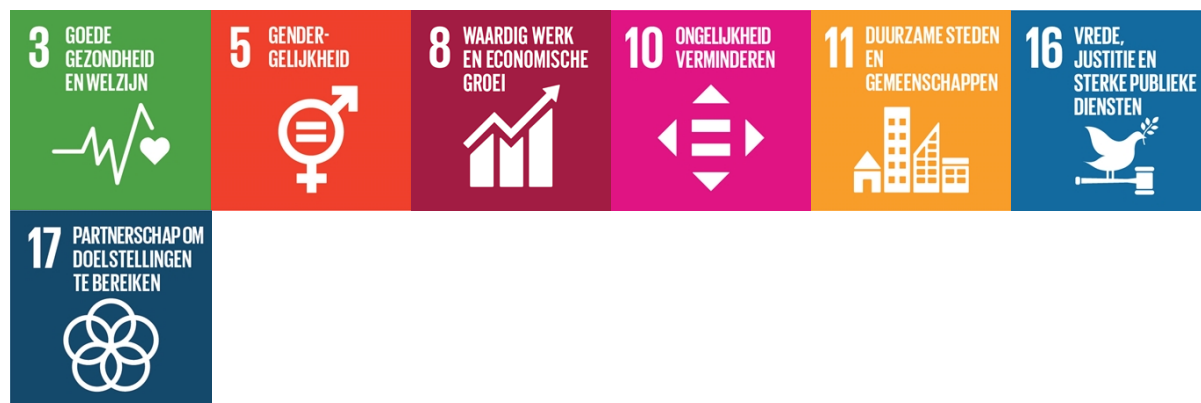 3 GOEDE
GEZONDHEID
EN WELZIJN
5 GENDER-
GELIJKHEID
8 WAARDIG WERK
EN ECONOMISCHE
GROEI
10 ONGELIJKHEID
VERMINDEREN
11 DUURZAME STEDEN
EN
GEMEENSCHAPPEN
16 VREDE,
JUSTITIE EN
STERKE PUBLIEKE
DIENSTEN
17 PARTNERSCHAP OM
DOELSTELLINGEN
TE BEREIKEN